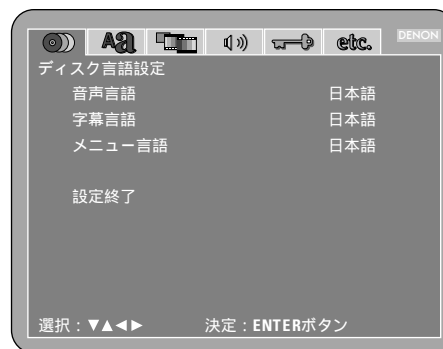 Aa etc. DENON
ディスク言語設定
音声言語 日本語
字幕言語 日本語
メニュー言語 日本語
設定終了
選択：▼▲◀▶ 決定：ENTERボタン